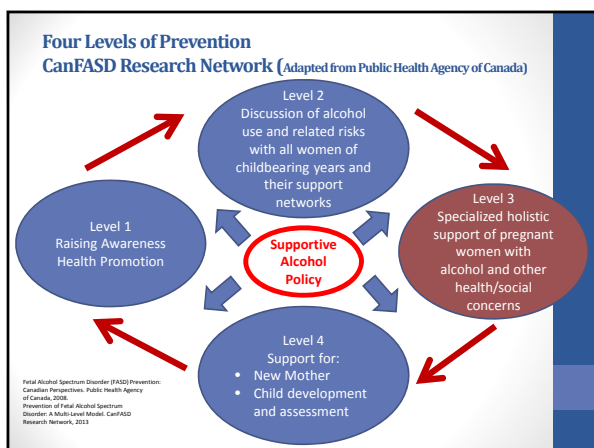 Four Levels of Prevention
CanFASD Research Network (Adapted from Public Health Agency of Canada)
Level 2
Discussion of alcohol
use and related risks
with all women of
childbearing years and
their support
networks
Level 1
Raising Awareness
Health Promotion
Supportive
Alcohol
Policy
Level 3
Specialized holistic
support of pregnant
women with
alcohol and other
health/social
concerns
Level 4
Support for:
• New Mother
• Child development
and assessment
Fetal Alcohol Spectrum Disorder (FASD) Prevention:
Canadian Perspectives. Public Health Agency
of Canada, 2008.
Prevention of Fetal Alcohol Spectrum
Disorder: A Multi-Level Model. CanFASD
Research Network, 2013